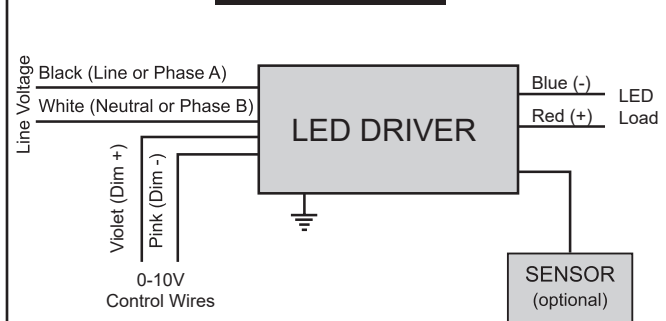 Line Voltage
Black (Line or Phase A)
White (Neutral or Phase B)
Violet (Dim +)
Pink (Dim -)
0-10V
Control Wires
LED DRIVER
Blue (-)
Red (+)
LED
Load
SENSOR
(optional)